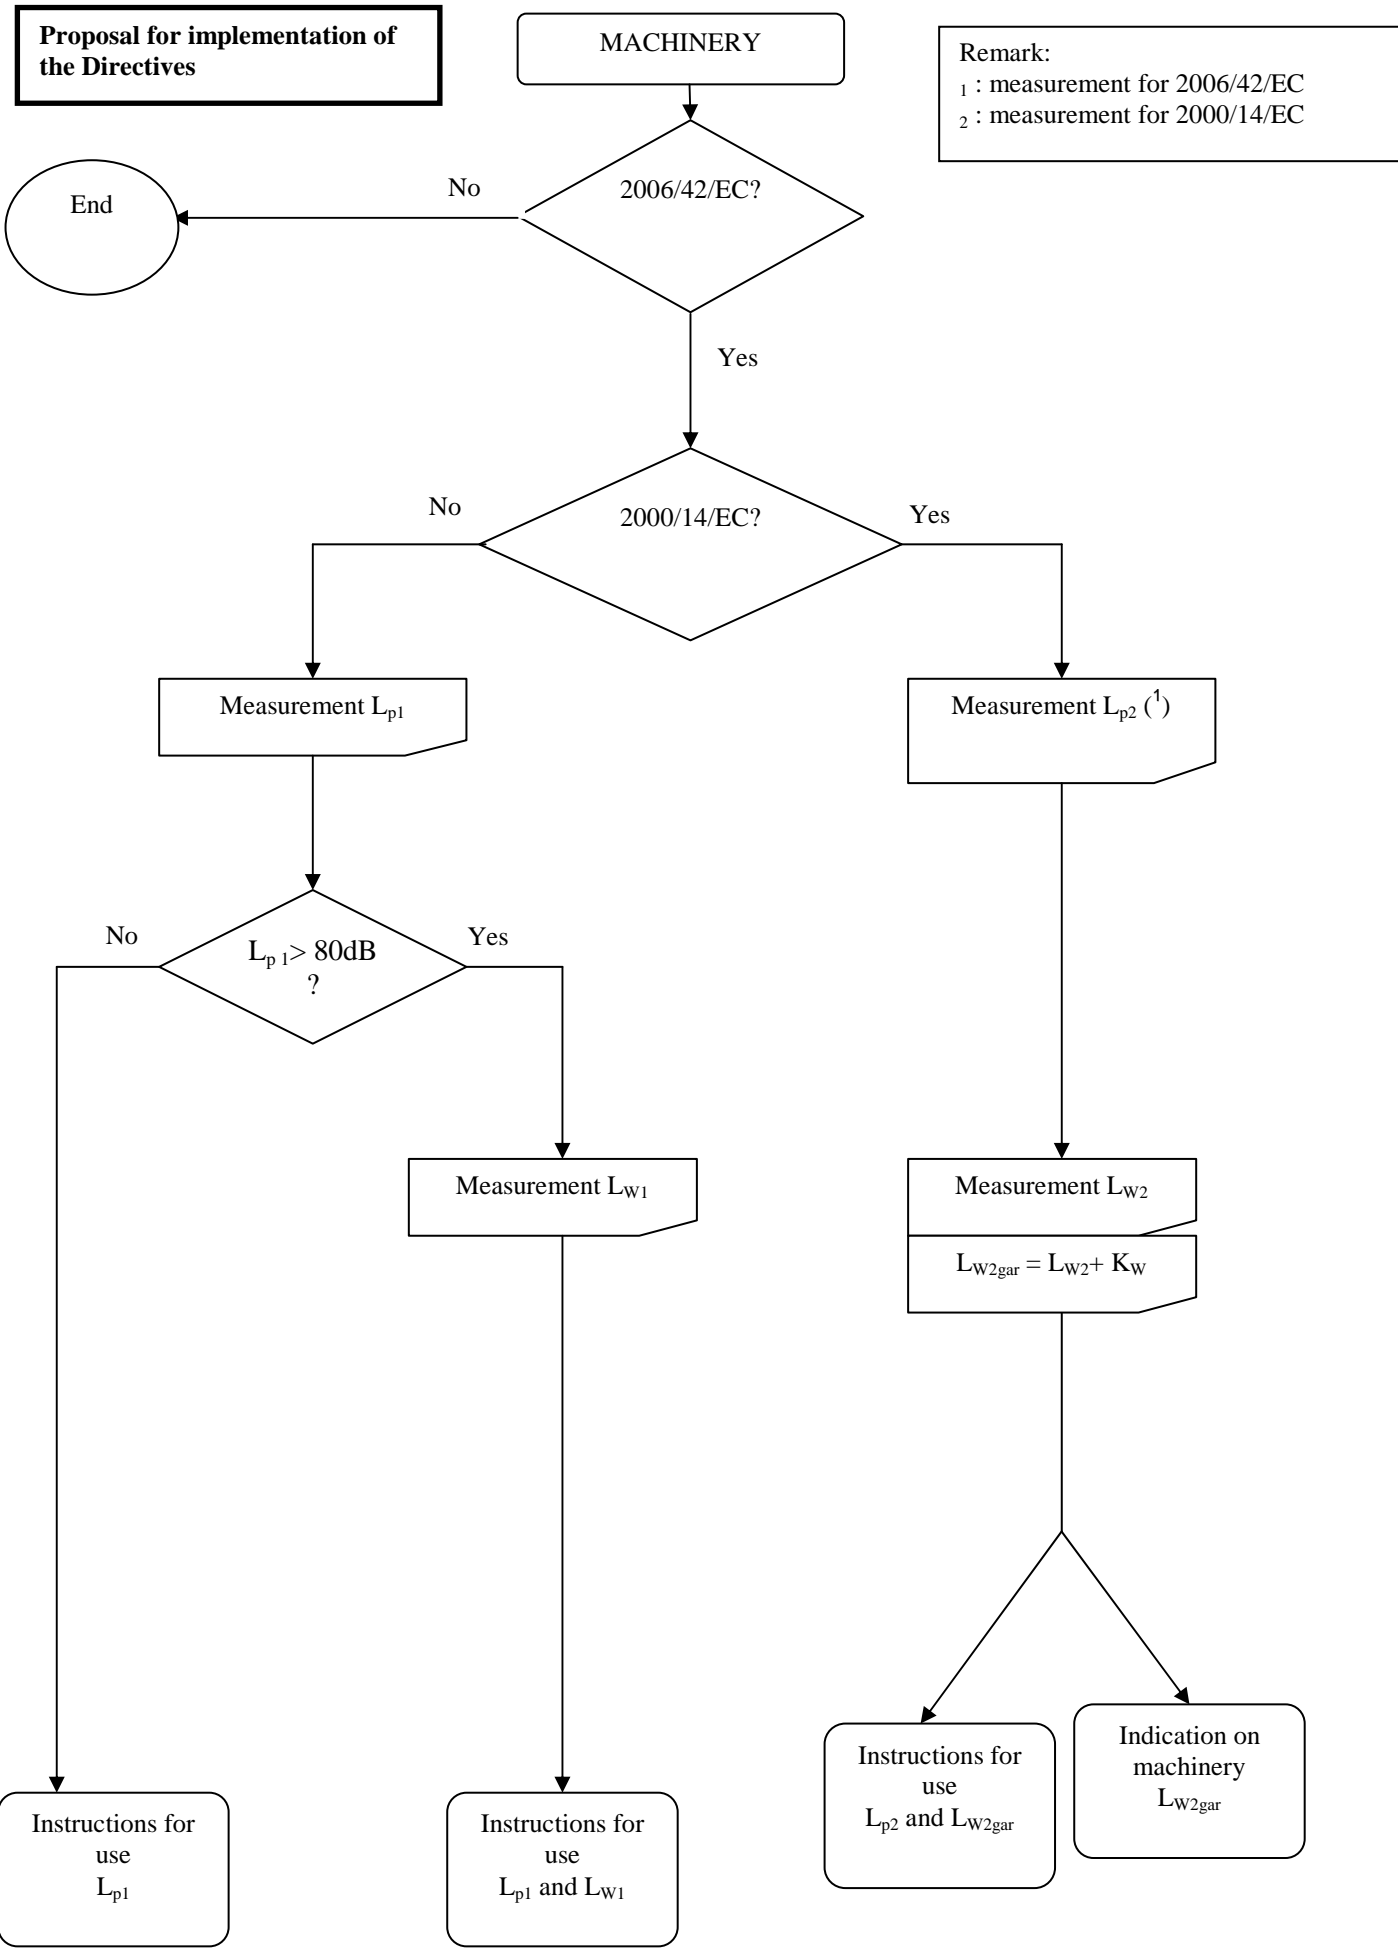 Proposal for implementation of
the Directives
MACHINERY
Remark:
₁ : measurement for 2006/42/EC
₂ : measurement for 2000/14/EC
End
No
2006/42/EC?
Yes
No
2000/14/EC?
Yes
Measurement Lp1
Measurement Lp2 (¹)
No
Lp 1> 80dB
?
Yes
Measurement LW1
Measurement LW2
LW2gar = LW2+ KW
Instructions for
use
Lp1
Instructions for
use
Lp1 and LW1
Instructions for
use
Lp2 and LW2gar
Indication on
machinery
LW2gar